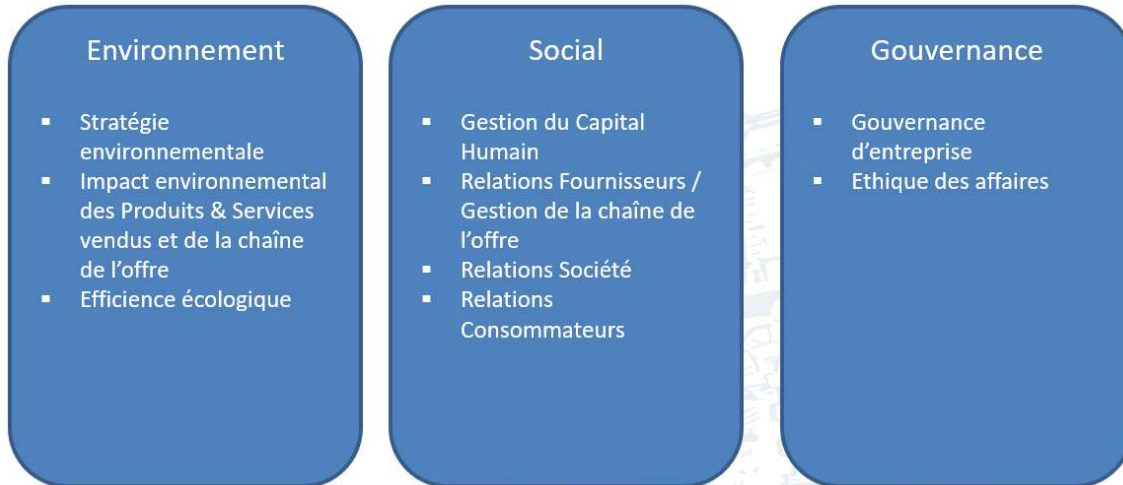 Environnement
▪ Stratégie
environnementale
▪ Impact environnemental
des Produits & Services
vendus et de la chaîne
de l’offre
▪ Efficience écologique
Social
▪ Gestion du Capital
Humain
▪ Relations Fournisseurs /
Gestion de la chaîne de
l’offre
▪ Relations Société
▪ Relations
Consommateurs
Gouvernance
▪ Gouvernance
d’entreprise
▪ Ethique des affaires